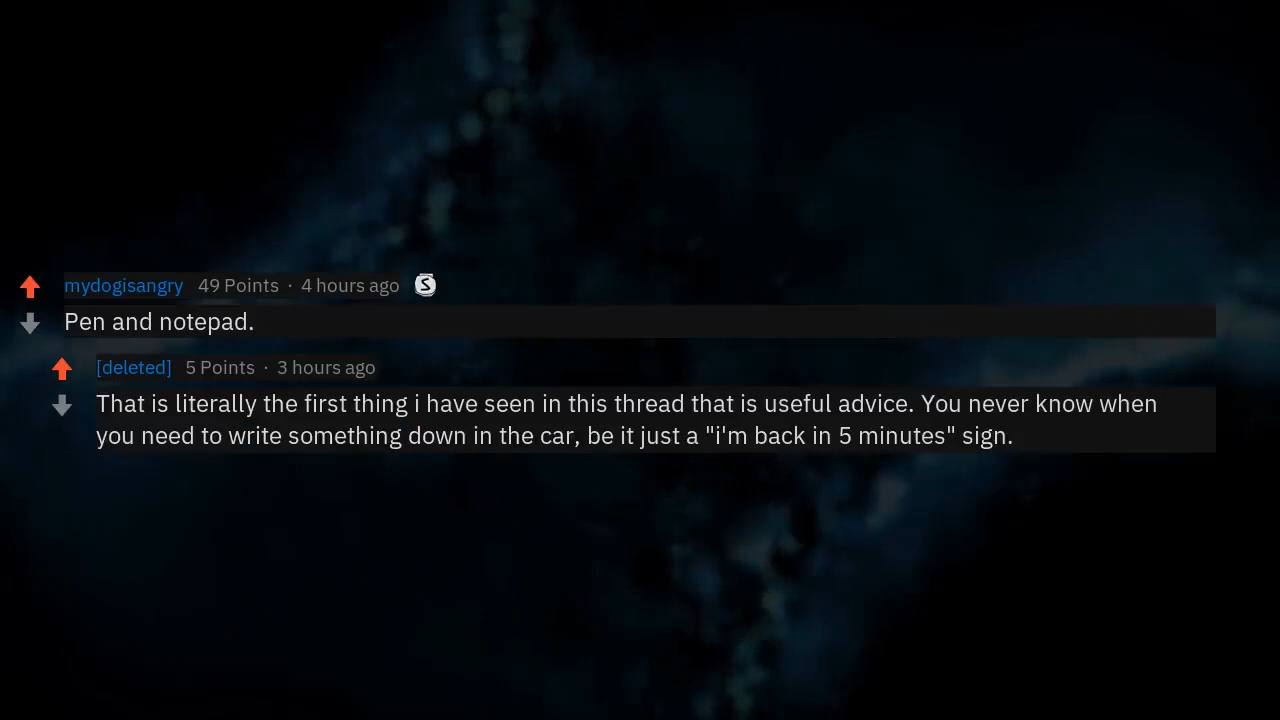 mydogisangry 49 Points · 4 hours ago S
Pen and notepad.
[deleted] 5 Points · 3 hours ago
That is literally the first thing i have seen in this thread that is useful advice. You never know when
you need to write something down in the car, be it just a "i'm back in 5 minutes" sign.